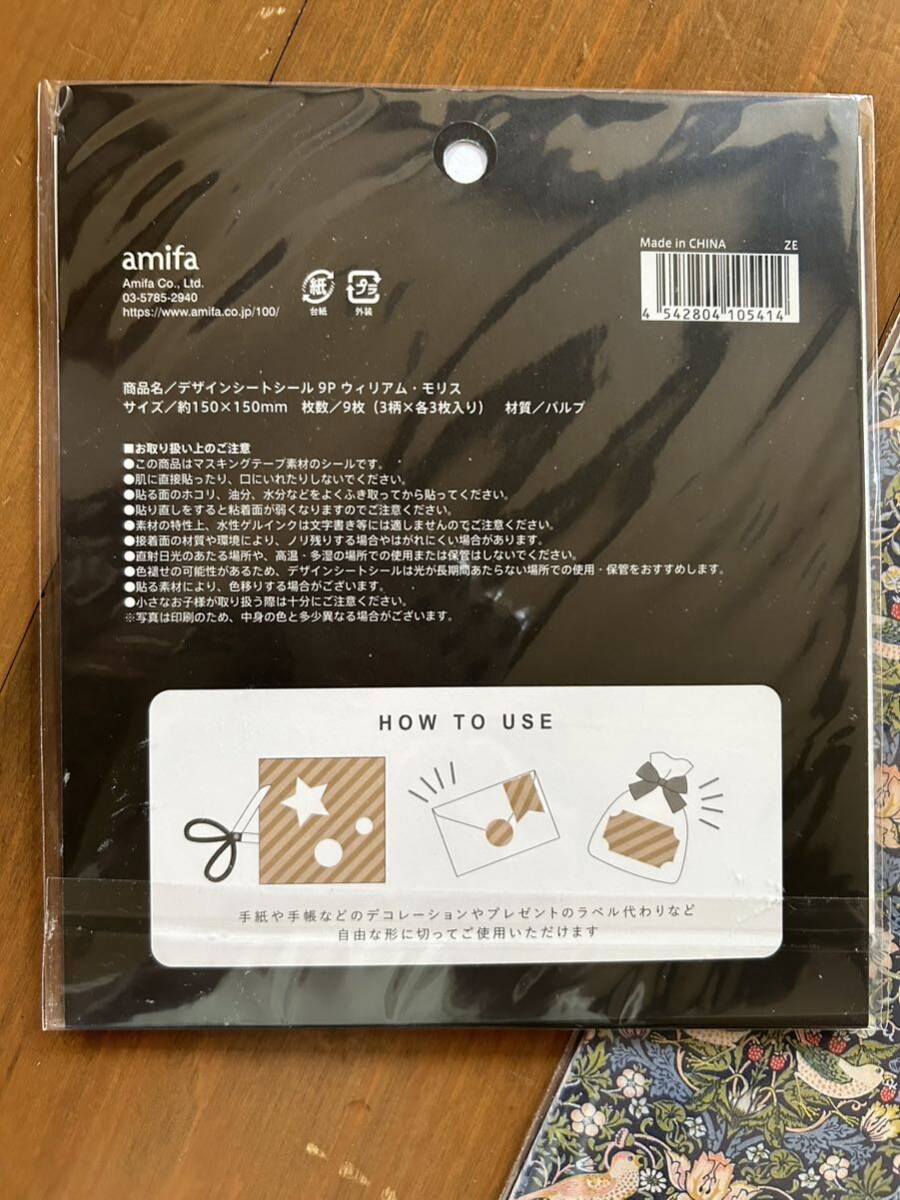 amifa
Amifa Co., Ltd.
03-5785-2940
https://www.amifa.co.jp/100/
紙
台紙
プラ
外装
Made in CHINA ZE
4 542804 105414
商品名／デザインシートシール 9P ウィリアム・モリス
サイズ／約150×150mm 枚数／9枚（3柄×各3枚入り） 材質／パルプ
■お取り扱い上のご注意
●この商品はマスキングテープ素材のシールです。
●肌に直接貼ったり、口にいれたりしないでください。
●貼る面のホコリ、油分、水分などをよくふき取ってから貼ってください。
●貼り直しをすると粘着面が弱くなりますのでご注意ください。
●素材の特性上、水性ゲルインクは文字書き等には適しませんのでご注意ください。
●接着面の材質や環境により、ノリ残りする場合やはがれにくい場合があります。
●直射日光のあたる場所や、高温・多湿の場所での使用または保管はしないでください。
●色褪せの可能性があるため、デザインシートシールは光が長期間あたらない場所での使用・保管をおすすめします。
●貼る素材により、色移りする場合がございます。
●小さなお子様が取り扱う際は十分にご注意ください。
※写真は印刷のため、中身の色と多少異なる場合がございます。
HOW TO USE
手紙や手帳などのデコレーションやプレゼントのラベル代わりなど
自由な形に切ってご使用いただけます